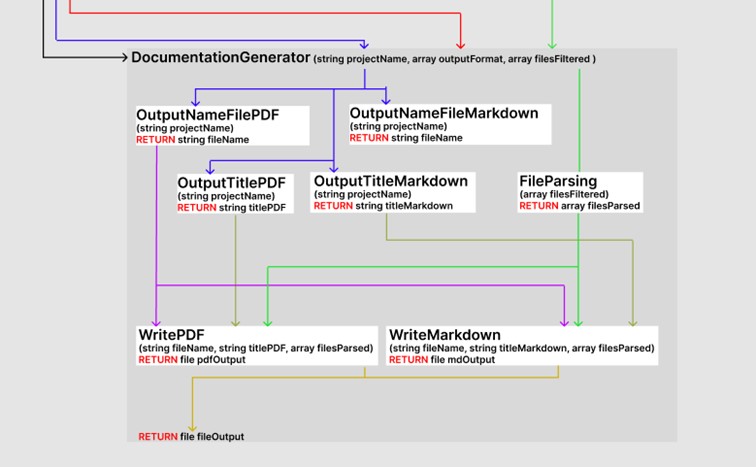 DocumentationGenerator (string projectName, array outputFormat, array filesFiltered )
OutputNameFilePDF
(string projectName)
RETURN string fileName
OutputNameFileMarkdown
(string projectName)
RETURN string fileName
OutputTitlePDF
(string projectName)
RETURN string titlePDF
OutputTitleMarkdown
(string projectName)
RETURN string titleMarkdown
FileParsing
(array filesFiltered)
RETURN array filesParsed
WritePDF
(string fileName, string titlePDF, array filesParsed)
RETURN file pdfOutput
WriteMarkdown
(string fileName, string titleMarkdown, array filesParsed)
RETURN file mdOutput
RETURN file fileOutput